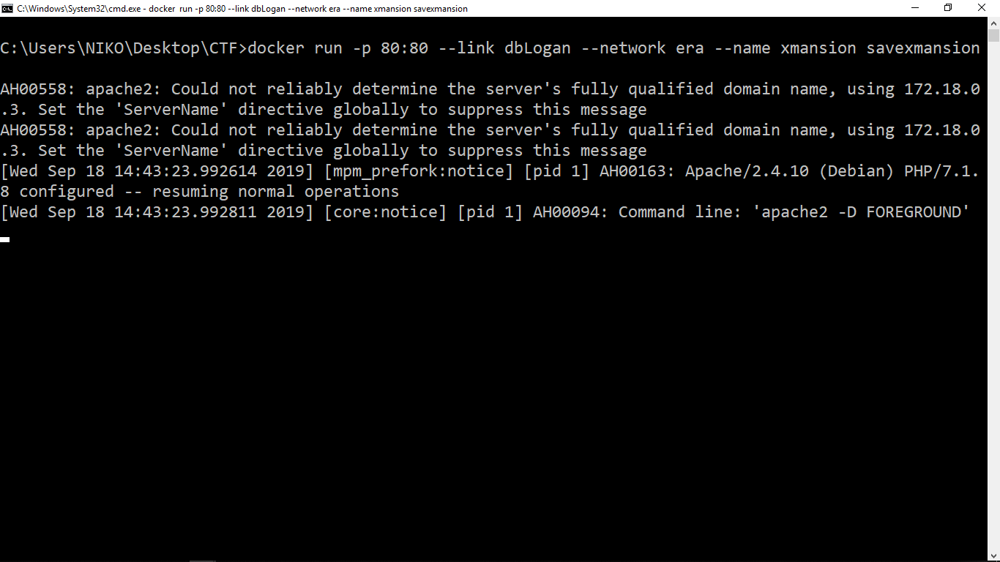 C:\Windows\System32\cmd.exe - docker  run -p 80:80 --link dbLogan --network era --name xmansion savexmansion
C:\Users\NIKO\Desktop\CTF>docker run -p 80:80 --link dbLogan --network era --name xmansion savexmansion
AH00558: apache2: Could not reliably determine the server's fully qualified domain name, using 172.18.0
.3. Set the 'ServerName' directive globally to suppress this message
AH00558: apache2: Could not reliably determine the server's fully qualified domain name, using 172.18.0
.3. Set the 'ServerName' directive globally to suppress this message
[Wed Sep 18 14:43:23.992614 2019] [mpm_prefork:notice] [pid 1] AH00163: Apache/2.4.10 (Debian) PHP/7.1.
8 configured -- resuming normal operations
[Wed Sep 18 14:43:23.992811 2019] [core:notice] [pid 1] AH00094: Command line: 'apache2 -D FOREGROUND'